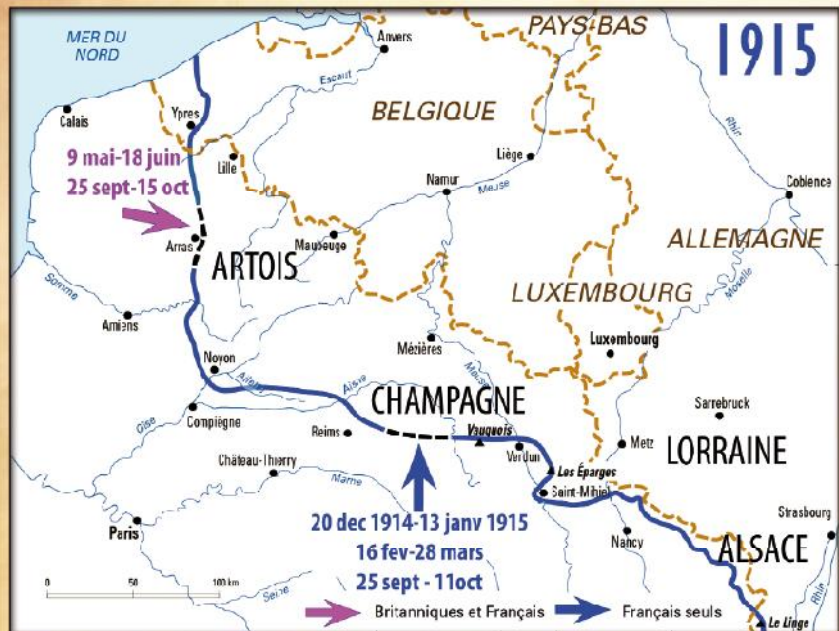 MER DU
NORD
PAYS-BAS
1915
Anvers
Escaut
Rhin
Calais
Ypres
BELGIQUE
9 mai-18 juin
25 sept-15 oct
Lille
Liège
Namur
Meuse
Coblence
Arras
ARTOIS
Maubeuge
ALLEMAGNE
Somme
Moselle
LUXEMBOURG
Amiens
Mézières
Luxembourg
Noyon
Meuse
Ailette
Aisne
Oise
Compiègne
CHAMPAGNE
Sarrebruck
Reims
Vauquois
Verdun
Metz
LORRAINE
Château-Thierry
Les Éparges
Marne
Saint-Mihiel
Paris
20 dec 1914-13 janv 1915
Strasbourg
16 fev-28 mars
Nancy
ALSACE
25 sept - 11oct
0 50 100 km
Seine
Rhin
Britanniques et Français
Français seuls
Le Linge